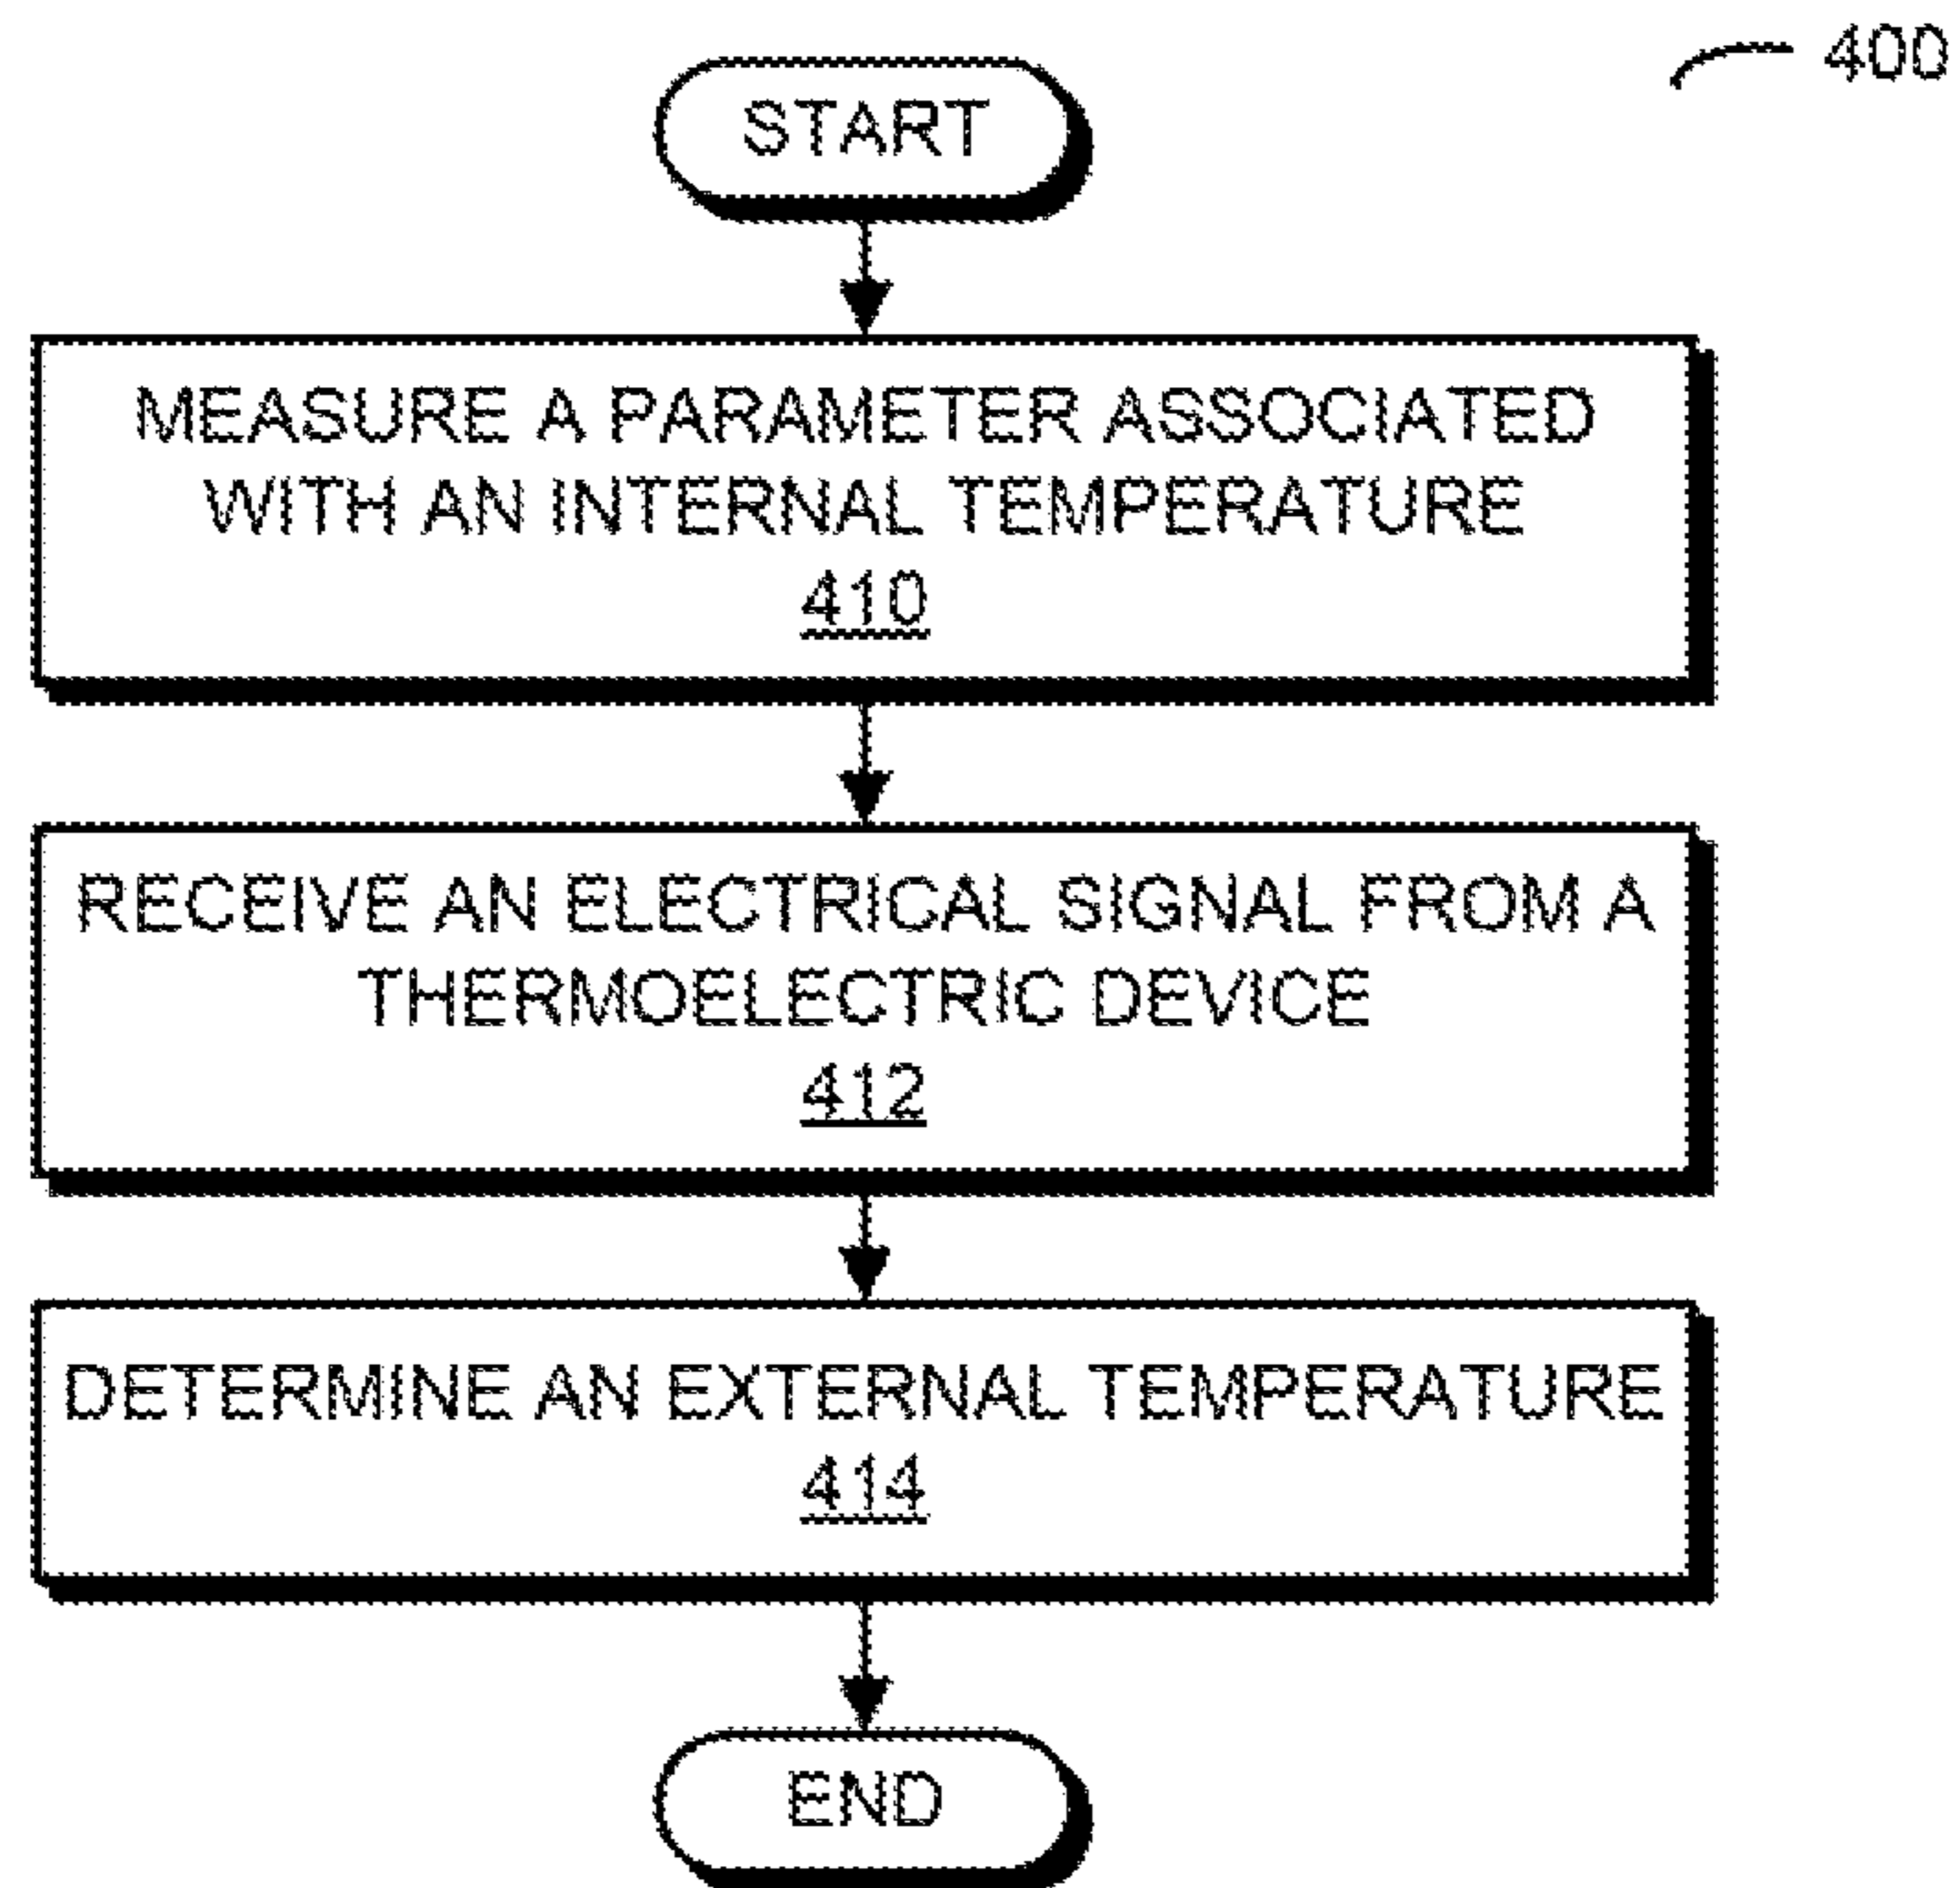 400
START
MEASURE A PARAMETER ASSOCIATED
WITH AN INTERNAL TEMPERATURE
410
RECEIVE AN ELECTRICAL SIGNAL FROM A
THERMOELECTRIC DEVICE
412
DETERMINE AN EXTERNAL TEMPERATURE
414
END